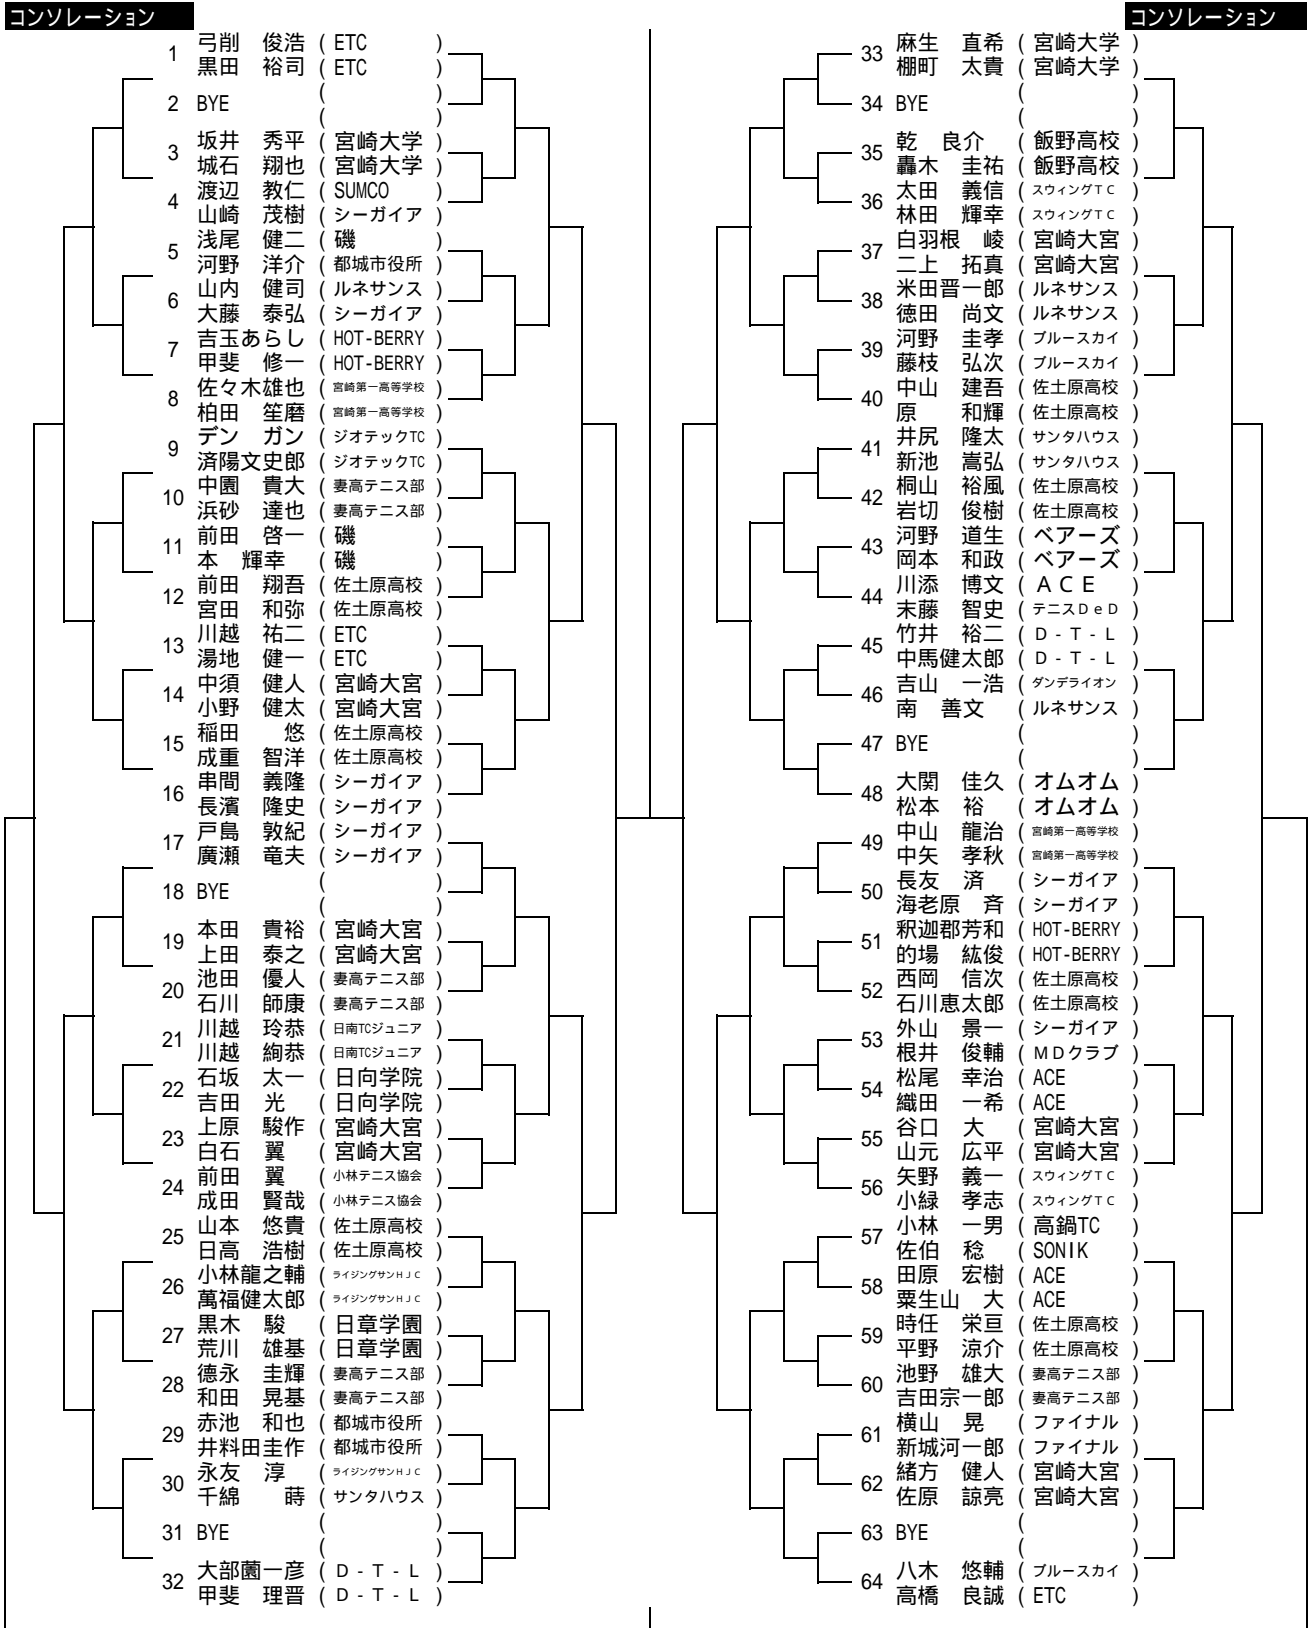 コンソレーション
1 弓削 俊浩 ( ETC )
黒田 裕司 ( ETC )
2 BYE ( )
( )
3 坂井 秀平 ( 宮崎大学 )
城石 翔也 ( 宮崎大学 )
4 渡辺 教仁 ( SUMCO )
山崎 茂樹 ( シーガイア )
5 浅尾 健二 ( 磯 )
河野 洋介 ( 都城市役所 )
6 山内 健司 ( ルネサンス )
大藤 泰弘 ( シーガイア )
7 吉玉あらし ( HOT-BERRY )
甲斐 修一 ( HOT-BERRY )
8 佐々木雄也 ( 宮崎第一高等学校 )
柏田 笙磨 ( 宮崎第一高等学校 )
9 デン ガン ( ジオテックTC )
済陽文史郎 ( ジオテックTC )
10 中園 貴大 ( 妻高テニス部 )
浜砂 達也 ( 妻高テニス部 )
11 前田 啓一 ( 磯 )
本 輝幸 ( 磯 )
12 前田 翔吾 ( 佐土原高校 )
宮田 和弥 ( 佐土原高校 )
13 川越 祐二 ( ETC )
湯地 健一 ( ETC )
14 中須 健人 ( 宮崎大宮 )
小野 健太 ( 宮崎大宮 )
15 稲田 悠 ( 佐土原高校 )
成重 智洋 ( 佐土原高校 )
16 串間 義隆 ( シーガイア )
長濱 隆史 ( シーガイア )
17 戸島 敦紀 ( シーガイア )
廣瀬 竜夫 ( シーガイア )
18 BYE ( )
( )
19 本田 貴裕 ( 宮崎大宮 )
上田 泰之 ( 宮崎大宮 )
20 池田 優人 ( 妻高テニス部 )
石川 師康 ( 妻高テニス部 )
21 川越 玲恭 ( 日南TCジュニア )
川越 絢恭 ( 日南TCジュニア )
22 石坂 太一 ( 日向学院 )
吉田 光 ( 日向学院 )
23 上原 駿作 ( 宮崎大宮 )
白石 翼 ( 宮崎大宮 )
24 前田 翼 ( 小林テニス協会 )
成田 賢哉 ( 小林テニス協会 )
25 山本 悠貴 ( 佐土原高校 )
日高 浩樹 ( 佐土原高校 )
26 小林龍之輔 ( ライジングサンHJC )
萬福健太郎 ( ライジングサンHJC )
27 黒木 駿 ( 日章学園 )
荒川 雄基 ( 日章学園 )
28 德永 圭輝 ( 妻高テニス部 )
和田 晃基 ( 妻高テニス部 )
29 赤池 和也 ( 都城市役所 )
井料田圭作 ( 都城市役所 )
30 永友 淳 ( ライジングサンHJC )
千綿 蒔 ( サンタハウス )
31 BYE ( )
( )
32 大部薗一彦 ( D-T-L )
甲斐 理晋 ( D-T-L )
コンソレーション
33 麻生 直希 ( 宮崎大学 )
棚町 太貴 ( 宮崎大学 )
34 BYE ( )
( )
35 乾 良介 ( 飯野高校 )
轟木 圭祐 ( 飯野高校 )
36 太田 義信 ( スウィングTC )
林田 輝幸 ( スウィングTC )
37 白羽根 崚 ( 宮崎大宮 )
二上 拓真 ( 宮崎大宮 )
38 米田晋一郎 ( ルネサンス )
徳田 尚文 ( ルネサンス )
39 河野 圭孝 ( ブルースカイ )
藤枝 弘次 ( ブルースカイ )
40 中山 建吾 ( 佐土原高校 )
原 和輝 ( 佐土原高校 )
41 井尻 隆太 ( サンタハウス )
新池 嵩弘 ( サンタハウス )
42 桐山 裕風 ( 佐土原高校 )
岩切 俊樹 ( 佐土原高校 )
43 河野 道生 ( ベアーズ )
岡本 和政 ( ベアーズ )
44 川添 博文 ( ACE )
末藤 智史 ( テニスDeD )
45 竹井 裕二 ( D-T-L )
中馬健太郎 ( D-T-L )
46 吉山 一浩 ( ダンデライオン )
南 善文 ( ルネサンス )
47 BYE ( )
( )
48 大関 佳久 ( オムオム )
松本 裕 ( オムオム )
49 中山 龍治 ( 宮崎第一高等学校 )
中矢 孝秋 ( 宮崎第一高等学校 )
50 長友 済 ( シーガイア )
海老原 斉 ( シーガイア )
51 釈迦郡芳和 ( HOT-BERRY )
的場 紘俊 ( HOT-BERRY )
52 西岡 信次 ( 佐土原高校 )
石川恵太郎 ( 佐土原高校 )
53 外山 景一 ( シーガイア )
根井 俊輔 ( MDクラブ )
54 松尾 幸治 ( ACE )
織田 一希 ( ACE )
55 谷口 大 ( 宮崎大宮 )
山元 広平 ( 宮崎大宮 )
56 矢野 義一 ( スウィングTC )
小緑 孝志 ( スウィングTC )
57 小林 一男 ( 高鍋TC )
佐伯 稔 ( SONIK )
58 田原 宏樹 ( ACE )
粟生山 大 ( ACE )
59 時任 栄亘 ( 佐土原高校 )
平野 涼介 ( 佐土原高校 )
60 池野 雄大 ( 妻高テニス部 )
吉田宗一郎 ( 妻高テニス部 )
61 横山 晃 ( ファイナル )
新城河一郎 ( ファイナル )
62 緒方 健人 ( 宮崎大宮 )
佐原 諒亮 ( 宮崎大宮 )
63 BYE ( )
( )
64 八木 悠輔 ( ブルースカイ )
高橋 良誠 ( ETC )